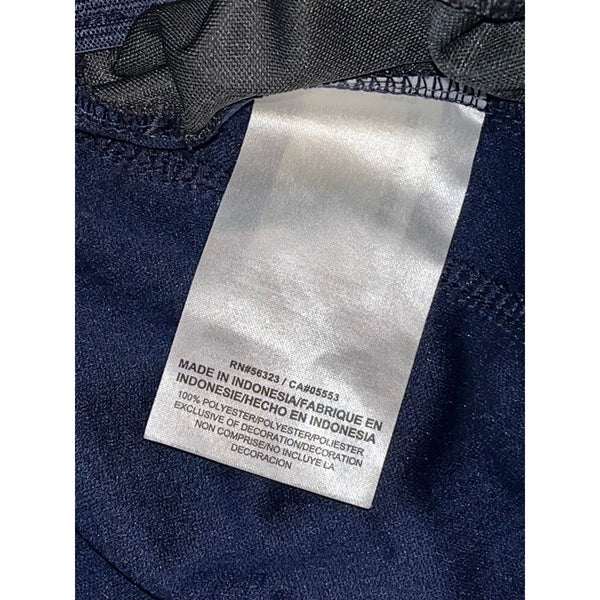 RN#56323 / CA#05553
MADE IN INDONESIA/FABRIQUE EN
INDONESIE/HECHO EN INDONESIA
100% POLYESTER/POLYESTER/POLIESTER
EXCLUSIVE OF DECORATION/DECORATION
NON COMPRISE/NO INCLUYE LA
DECORACION